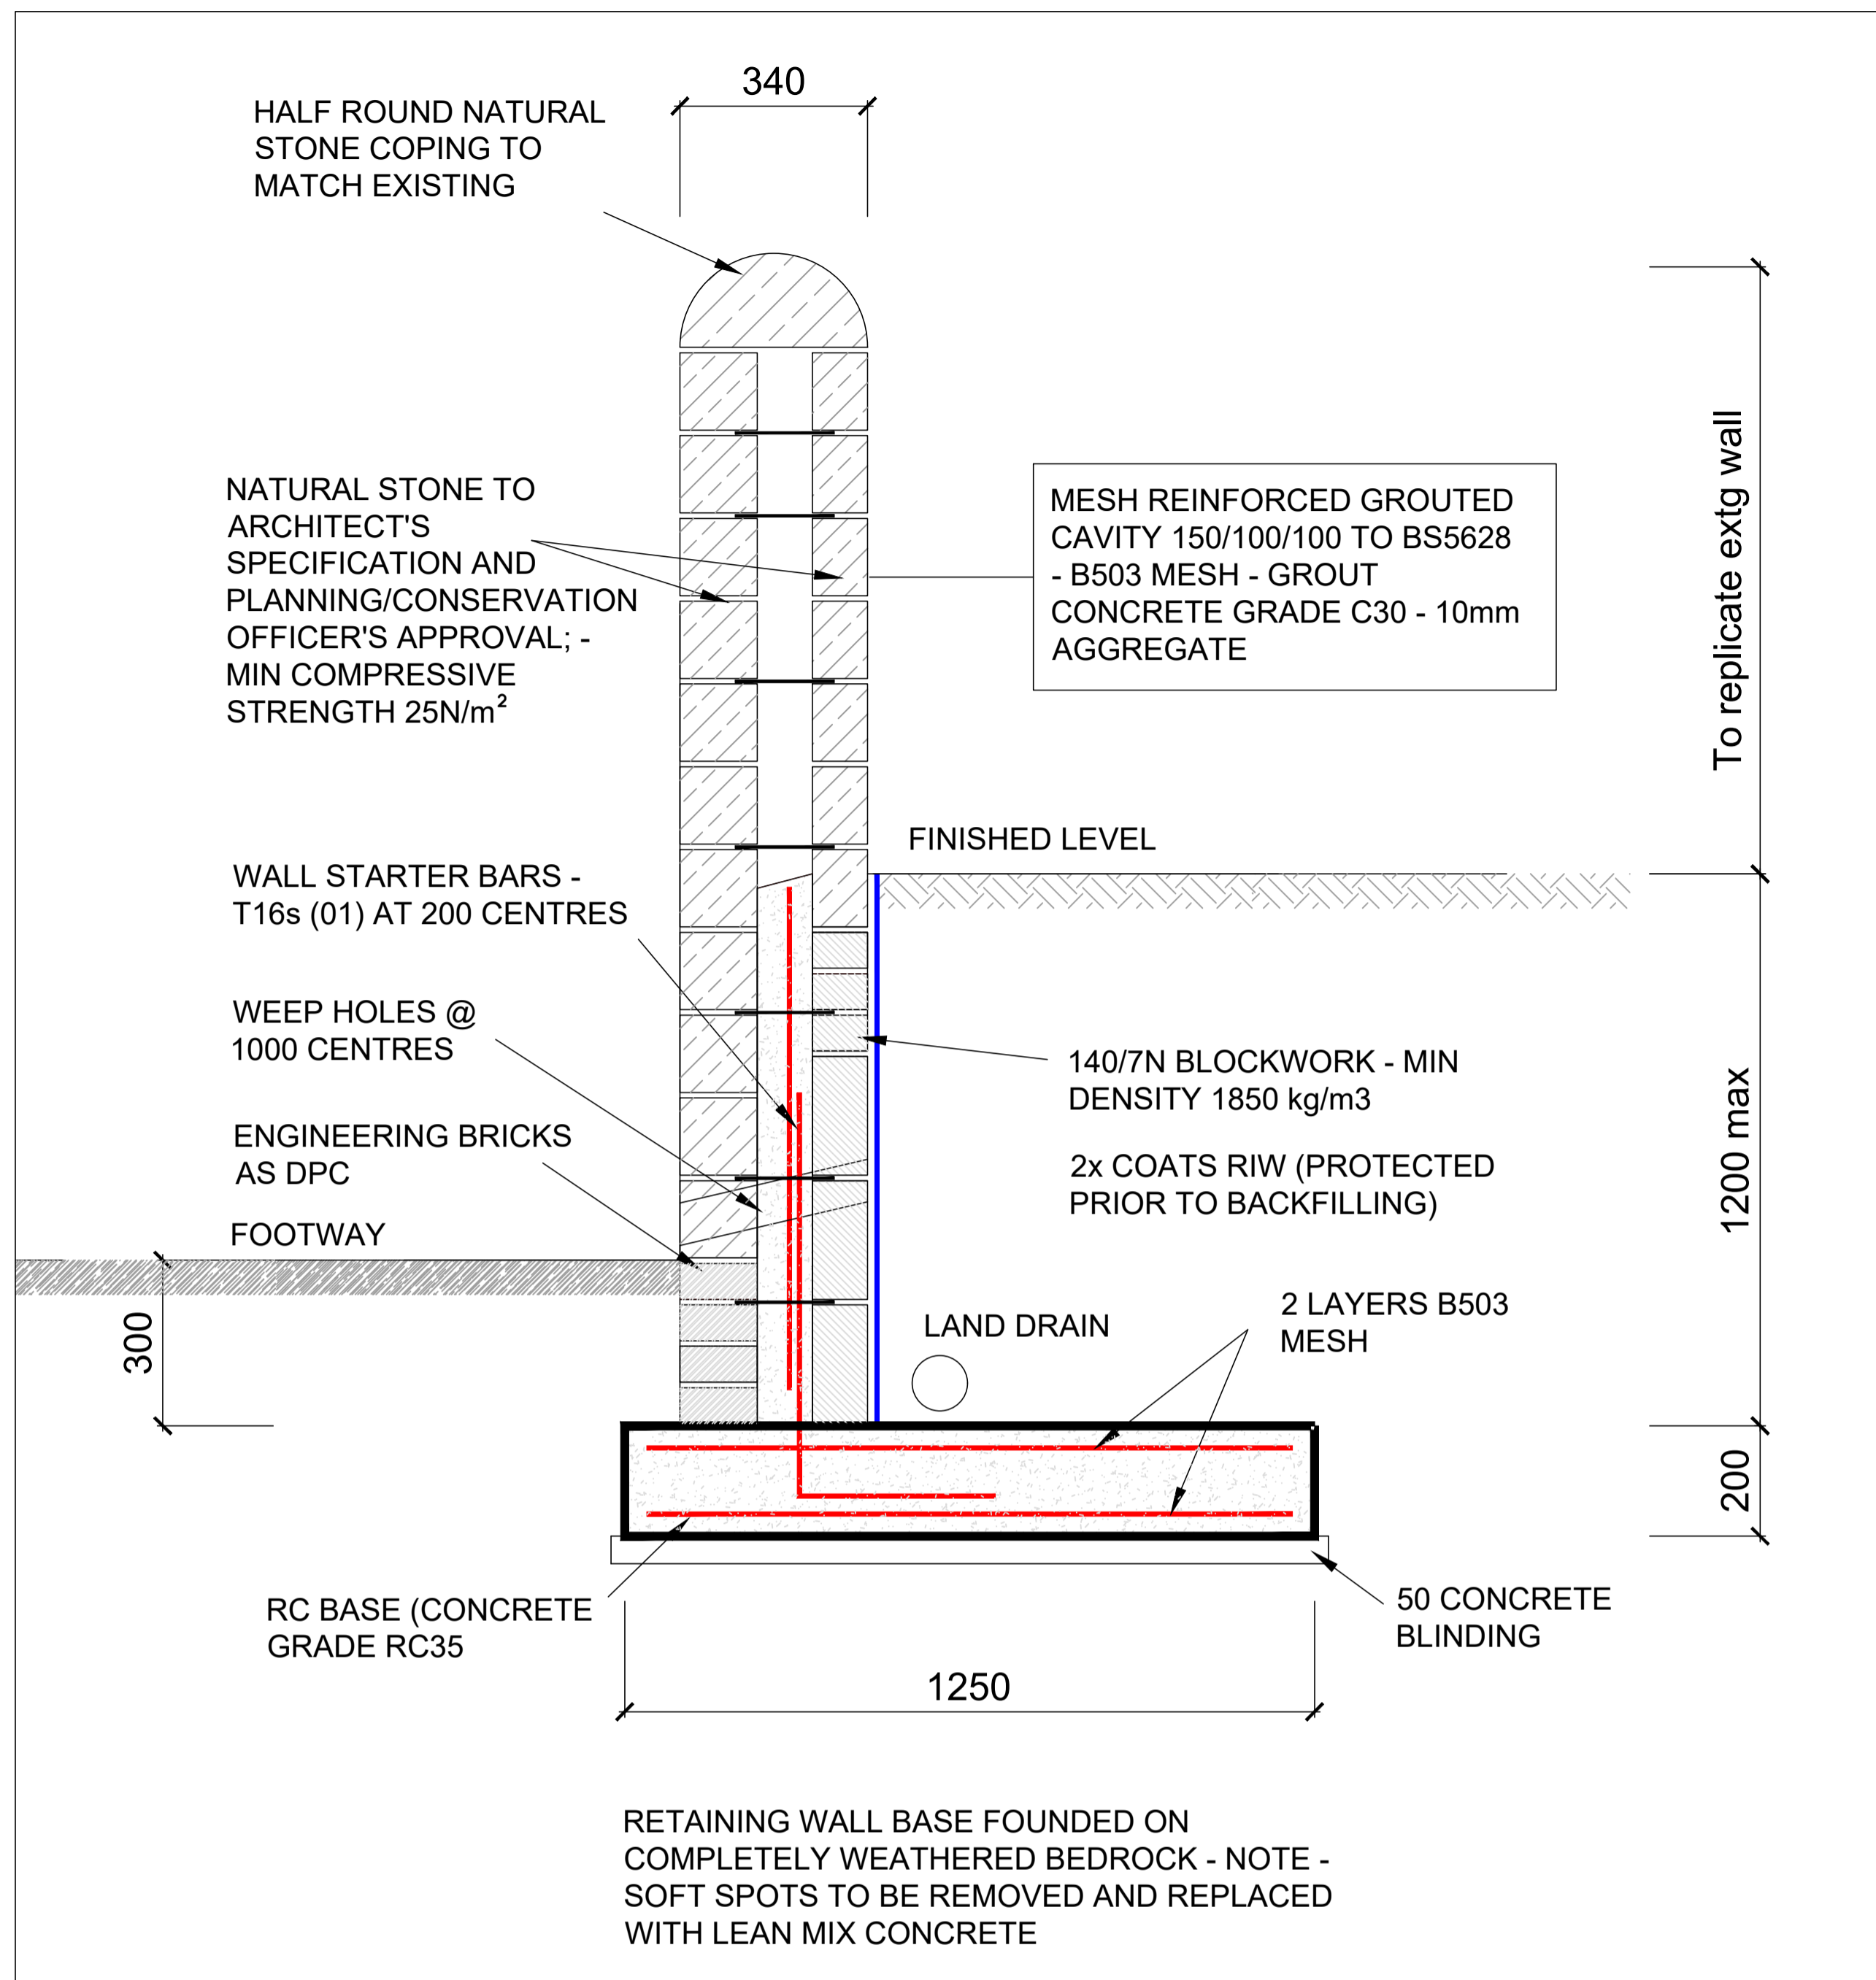 340
HALF ROUND NATURAL
STONE COPING TO
MATCH EXISTING
NATURAL STONE TO
ARCHITECT'S
SPECIFICATION AND
PLANNING/CONSERVATION
OFFICER'S APPROVAL; -
MIN COMPRESSIVE
STRENGTH 25N/m²
MESH REINFORCED GROUTED
CAVITY 150/100/100 TO BS5628
- B503 MESH - GROUT
CONCRETE GRADE C30 - 10mm
AGGREGATE
To replicate extg wall
FINISHED LEVEL
WALL STARTER BARS -
T16s (01) AT 200 CENTRES
WEEP HOLES @
1000 CENTRES
140/7N BLOCKWORK - MIN
DENSITY 1850 kg/m3
ENGINEERING BRICKS
AS DPC
2x COATS RIW (PROTECTED
PRIOR TO BACKFILLING)
1200 max
FOOTWAY
300
LAND DRAIN
2 LAYERS B503
MESH
200
RC BASE (CONCRETE
GRADE RC35
50 CONCRETE
BLINDING
1250
RETAINING WALL BASE FOUNDED ON
COMPLETELY WEATHERED BEDROCK - NOTE -
SOFT SPOTS TO BE REMOVED AND REPLACED
WITH LEAN MIX CONCRETE